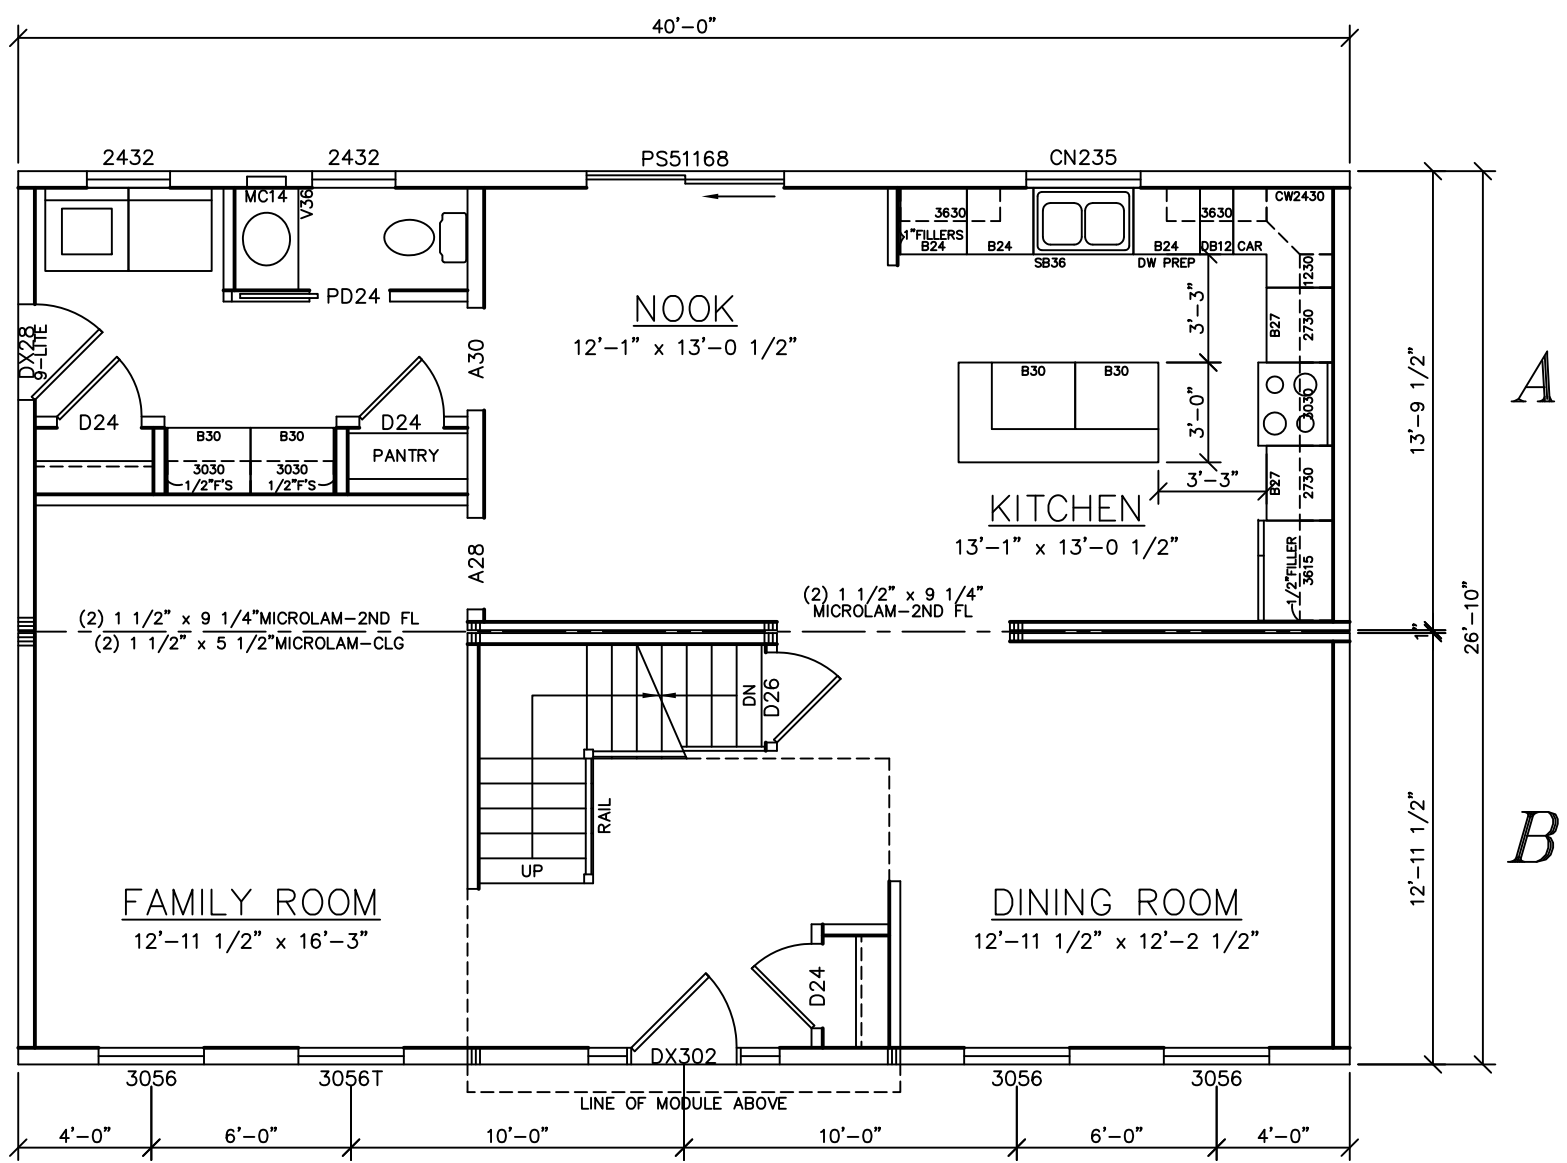 40'-0"
2432
2432
PS51168
CN235
MC14
V36
3630
1"FILLERS
B24
B24
SB36
B24
DW PREP
3630
DB12
CAR
CW2430
1230
PD24
NOOK
12'-1" x 13'-0 1/2"
3'-3"
B27
2730
DX28
9-LITE
A30
B30
B30
3'-0"
3030
13'-9 1/2"
A
D24
D24
B30
B30
3030
3030
1/2"F'S
1/2"F'S
PANTRY
3'-3"
B27
2730
KITCHEN
13'-1" x 13'-0 1/2"
A28
1/2"FILLER
3615
(2) 1 1/2" x 9 1/4"MICROLAM-2ND FL
(2) 1 1/2" x 5 1/2"MICROLAM-CLG
(2) 1 1/2" x 9 1/4"
MICROLAM-2ND FL
1"
26'-10"
DN
D26
RAIL
UP
12'-11 1/2"
B
FAMILY ROOM
12'-11 1/2" x 16'-3"
DINING ROOM
12'-11 1/2" x 12'-2 1/2"
D24
DX302
3056
3056T
3056
3056
LINE OF MODULE ABOVE
4'-0"
6'-0"
10'-0"
10'-0"
6'-0"
4'-0"